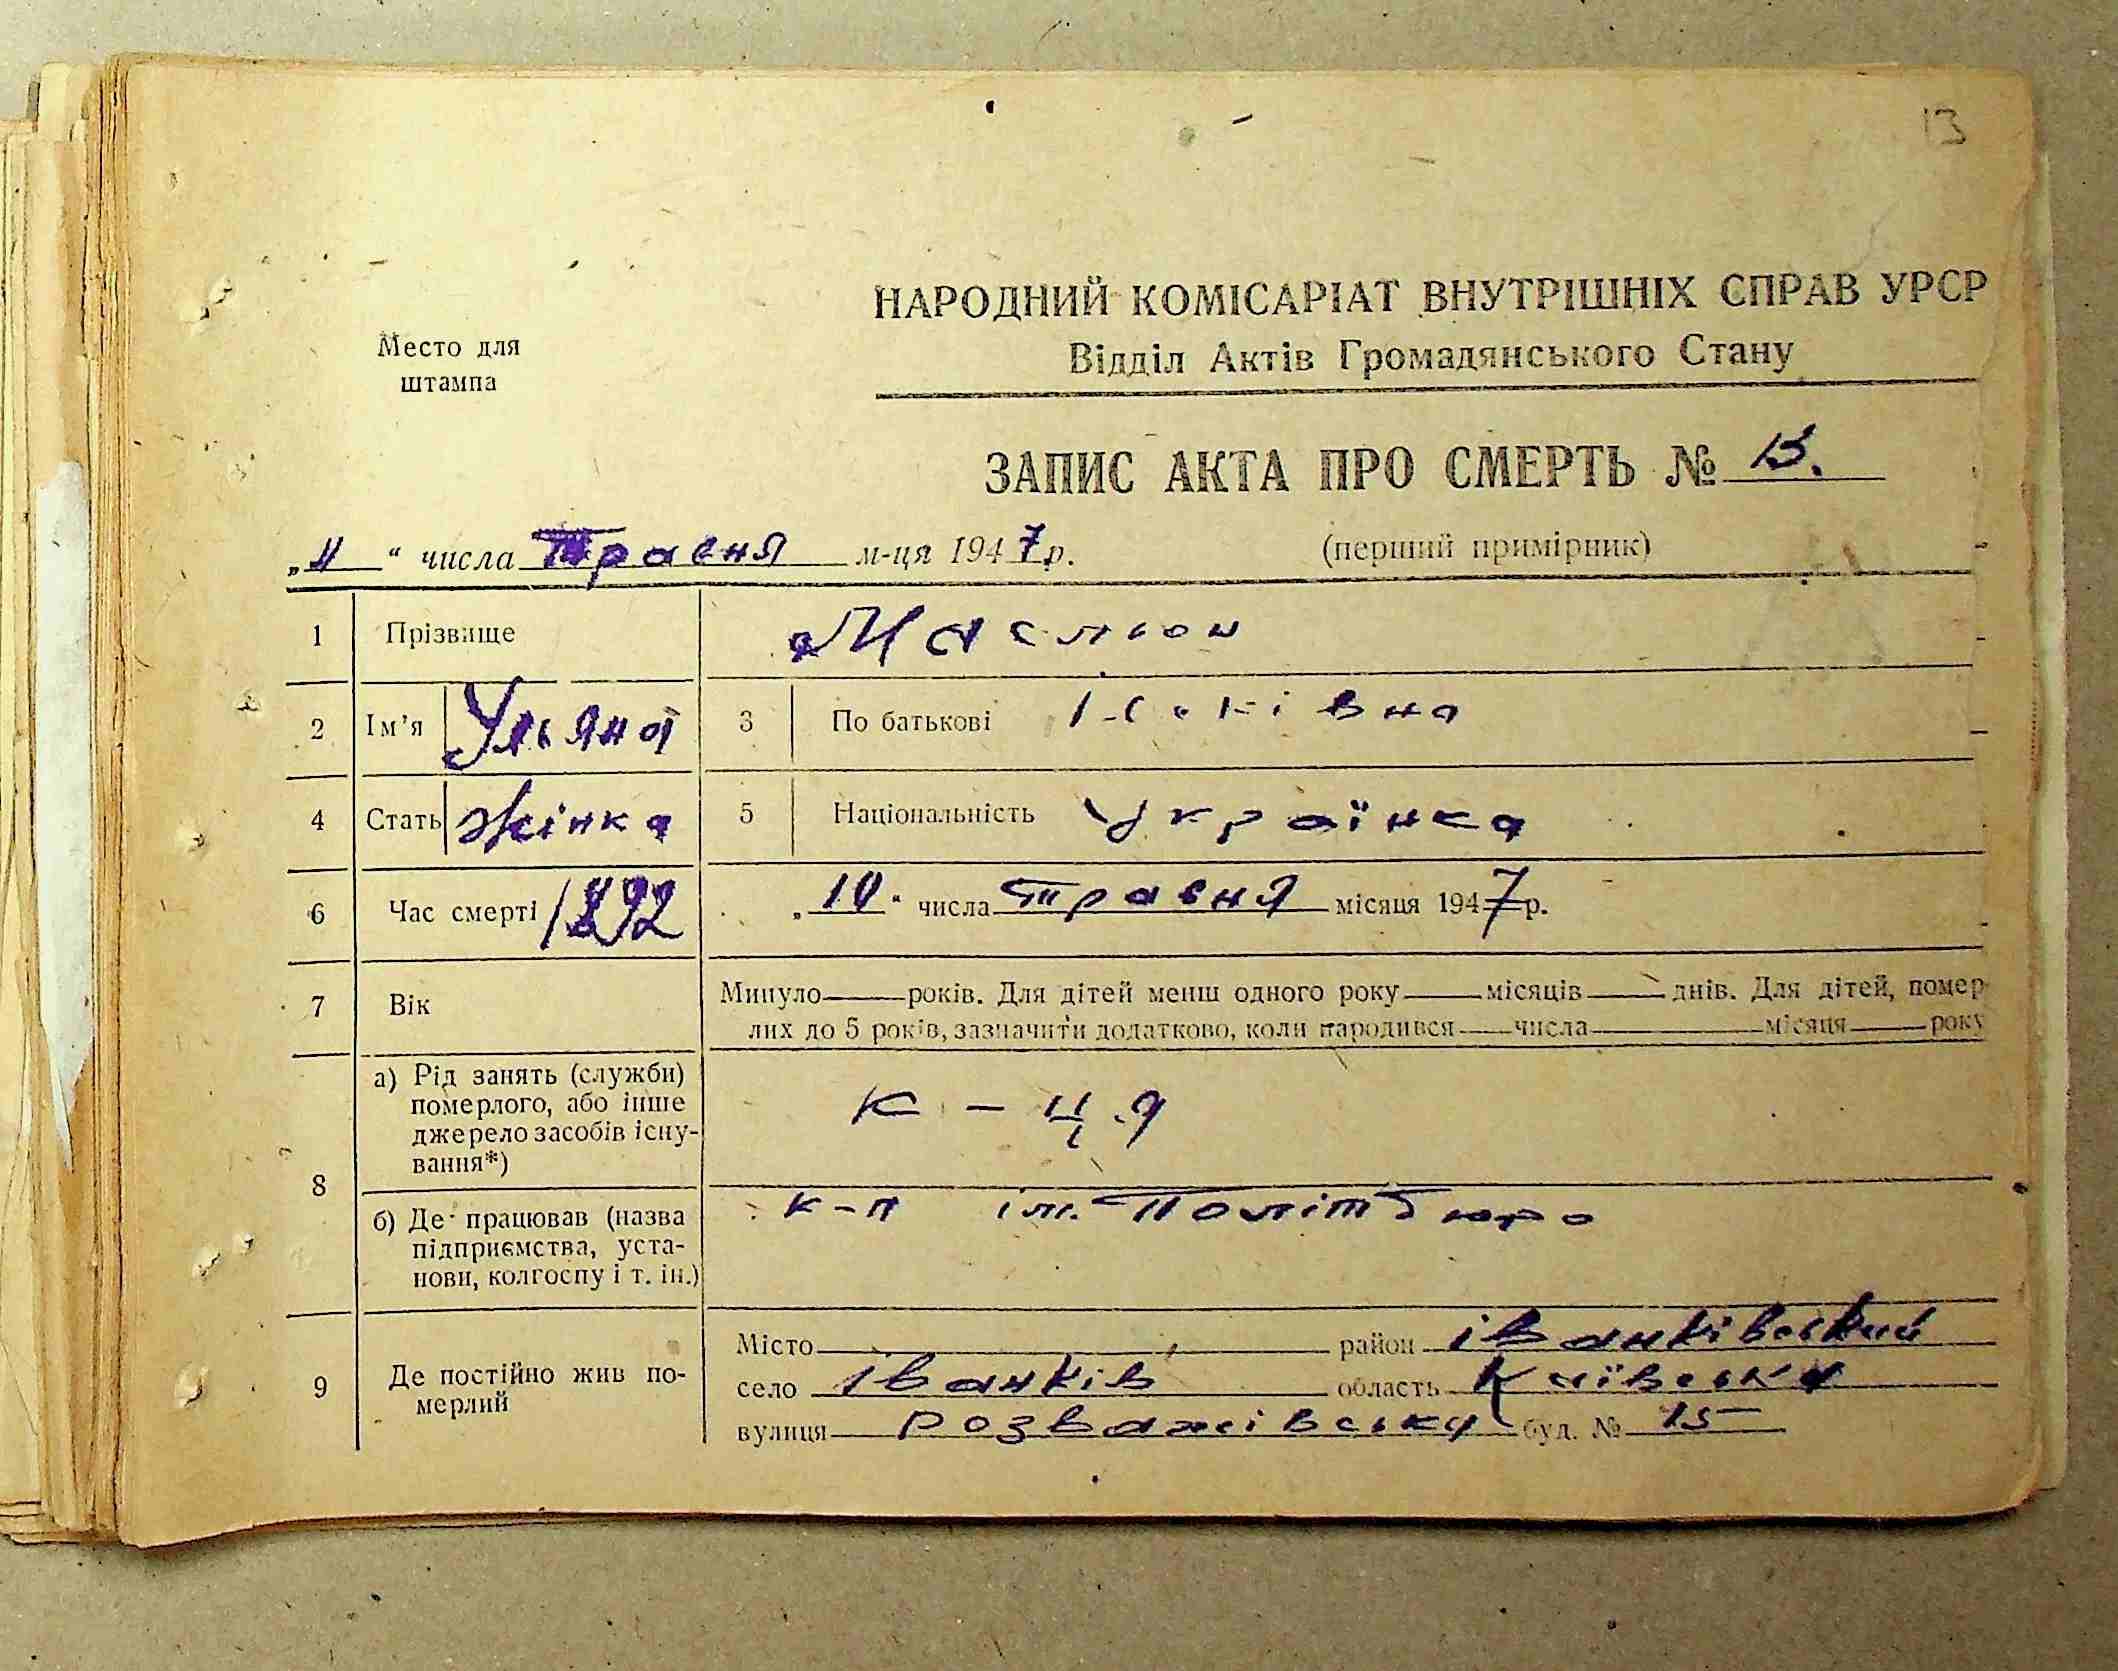 13
НАРОДНИЙ КОМІСАРІАТ ВНУТРІШНІХ СПРАВ УРСР
Відділ Актів Громадянського Стану
Место для
штампа
ЗАПИС АКТА ПРО СМЕРТЬ № 13.
„11“ числа травня м-ця 1947 р.
(перший примірник)
1 Прізвище Маслюн
2 Ім’я Уляна 3 По батькові
4 Стать жінка 5 Національність Українка
6 Час смерті 1892 „10“ числа травня місяця 1947 р.
7 Вік Минуло — років. Для дітей менш одного року — місяців — днів. Для дітей, помер-
лих до 5 років, зазначити додатково, коли народився — числа — місяця — року
8 а) Рід занять (служби)
померлого, або інше
джерело засобів існу-
вання*)
к-ця
б) Де працював (назва
підприємства, уста-
нови, колгоспу і т. ін.)
к-п ім. Політбюро
9 Де постійно жив по-
мерлий
Місто район іванківський
село іванків область Київська
вулиця розважівську буд. № 15